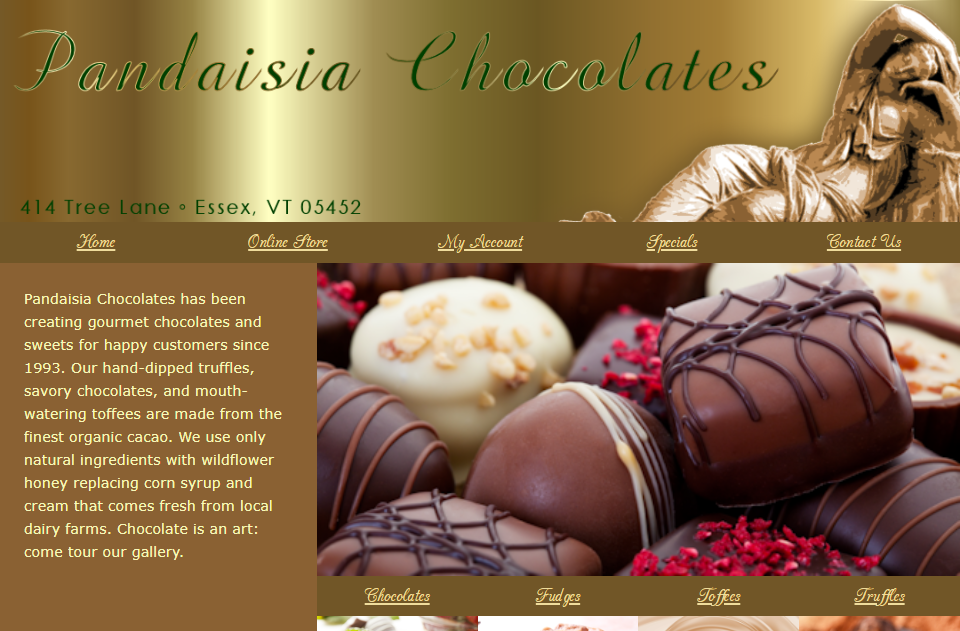 Pandaisia Chocolates
414 Tree Lane ◦ Essex, VT 05452
Home Online Store My Account Specials Contact Us
Pandaisia Chocolates has been
creating gourmet chocolates and
sweets for happy customers since
1993. Our hand-dipped truffles,
savory chocolates, and mouth-
watering toffees are made from the
finest organic cacao. We use only
natural ingredients with wildflower
honey replacing corn syrup and
cream that comes fresh from local
dairy farms. Chocolate is an art:
come tour our gallery.
Chocolates Fudges Toffees Truffles